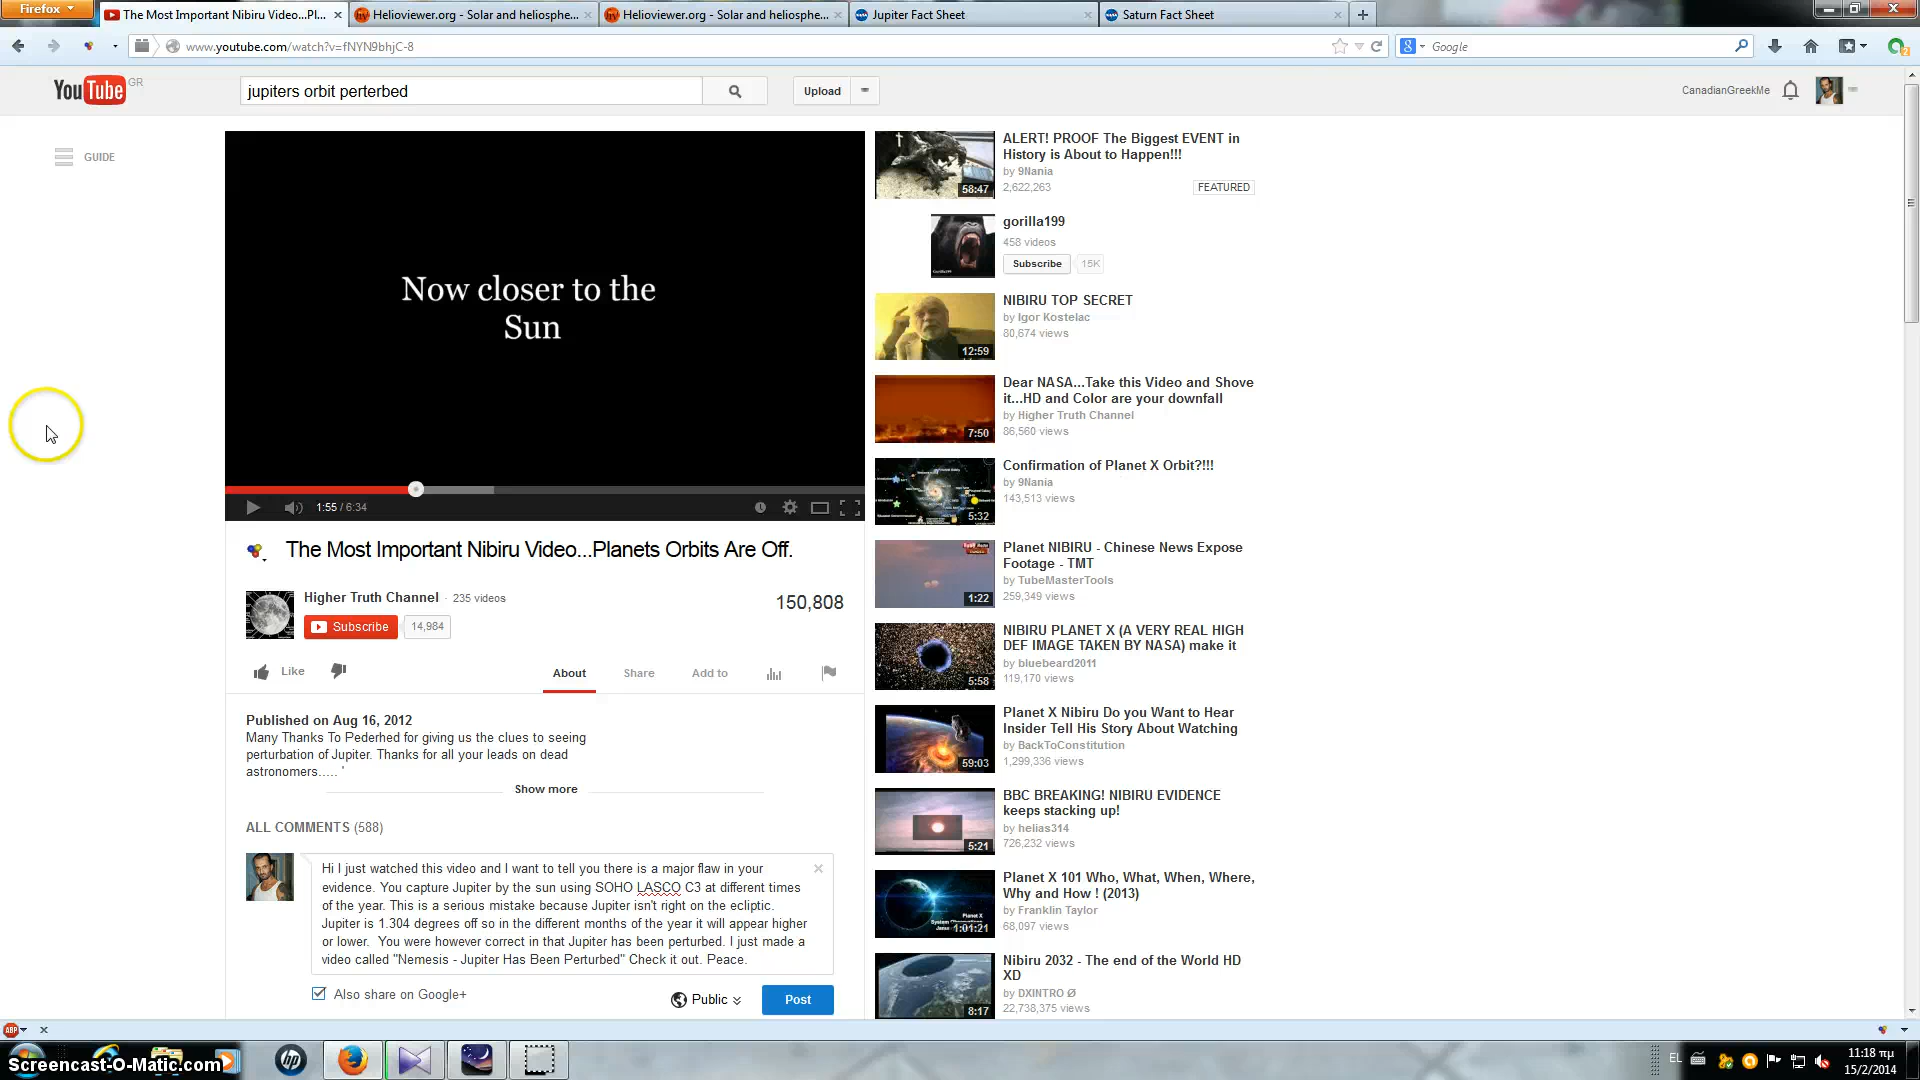 Firefox
The Most Important Nibiru Video...Pl...
Helioviewer.org - Solar and heliosphe...
Helioviewer.org - Solar and heliosphe...
Jupiter Fact Sheet
Saturn Fact Sheet
www.youtube.com/watch?v=fNYN9bhjC-8
Google
YouTube GR
jupiters orbit perterbed
Upload
CanadianGreekMe
GUIDE
Now closer to the
Sun
1:55 / 6:34
The Most Important Nibiru Video...Planets Orbits Are Off.
Higher Truth Channel · 235 videos
150,808
Subscribe
14,984
Like
About
Share
Add to
Published on Aug 16, 2012
Many Thanks To Pederhed for giving us the clues to seeing
perturbation of Jupiter. Thanks for all your leads on dead
astronomers..... '
Show more
ALL COMMENTS (588)
Hi I just watched this video and I want to tell you there is a major flaw in your
evidence. You capture Jupiter by the sun using SOHO LASCO C3 at different times
of the year. This is a serious mistake because Jupiter isn't right on the ecliptic.
Jupiter is 1.304 degrees off so in the different months of the year it will appear higher
or lower. You were however correct in that Jupiter has been perturbed. I just made a
video called "Nemesis - Jupiter Has Been Perturbed" Check it out. Peace.
Also share on Google+
Public
Post
ALERT! PROOF The Biggest EVENT in
History is About to Happen!!!
by 9Nania
2,622,263
FEATURED
58:47
gorilla199
458 videos
Subscribe
15K
NIBIRU TOP SECRET
by Igor Kostelac
80,674 views
12:59
Dear NASA...Take this Video and Shove
it...HD and Color are your downfall
by Higher Truth Channel
86,560 views
7:50
Confirmation of Planet X Orbit?!!!
by 9Nania
143,513 views
5:32
Planet NIBIRU - Chinese News Expose
Footage - TMT
by TubeMasterTools
259,349 views
1:22
NIBIRU PLANET X (A VERY REAL HIGH
DEF IMAGE TAKEN BY NASA) make it
by bluebeard2011
119,170 views
5:58
Planet X Nibiru Do you Want to Hear
Insider Tell His Story About Watching
by BackToConstitution
1,299,336 views
59:03
BBC BREAKING! NIBIRU EVIDENCE
keeps stacking up!
by helias314
726,232 views
5:21
Planet X 101 Who, What, When, Where,
Why and How ! (2013)
by Franklin Taylor
68,097 views
1:01:21
Nibiru 2032 - The end of the World HD
XD
by DXINTRO Ø
22,738,375 views
8:17
ABP
Screencast-O-Matic.com
hp
EL
11:18 πμ
15/2/2014